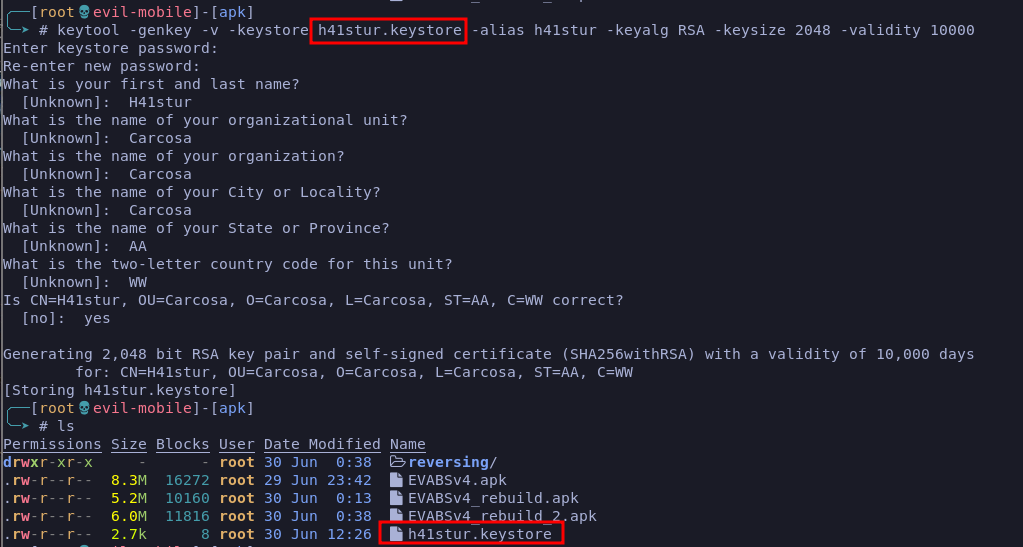 [root evil-mobile]-[apk]
# keytool -genkey -v -keystore h41stur.keystore -alias h41stur -keyalg RSA -keysize 2048 -validity 10000
Enter keystore password:
Re-enter new password:
What is your first and last name?
[Unknown]: H41stur
What is the name of your organizational unit?
[Unknown]: Carcosa
What is the name of your organization?
[Unknown]: Carcosa
What is the name of your City or Locality?
[Unknown]: Carcosa
What is the name of your State or Province?
[Unknown]: AA
What is the two-letter country code for this unit?
[Unknown]: WW
Is CN=H41stur, OU=Carcosa, O=Carcosa, L=Carcosa, ST=AA, C=WW correct?
[no]: yes
Generating 2,048 bit RSA key pair and self-signed certificate (SHA256withRSA) with a validity of 10,000 days
for: CN=H41stur, OU=Carcosa, O=Carcosa, L=Carcosa, ST=AA, C=WW
[Storing h41stur.keystore]
[root evil-mobile]-[apk]
# ls
Permissions Size Blocks User Date Modified Name
drwxr-xr-x - - root 30 Jun 0:38 reversing/
.rw-r--r-- 8.3M 16272 root 29 Jun 23:42 EVABSv4.apk
.rw-r--r-- 5.2M 10160 root 30 Jun 0:13 EVABSv4_rebuild.apk
.rw-r--r-- 6.0M 11816 root 30 Jun 0:38 EVABSv4_rebuild_2.apk
.rw-r--r-- 2.7k 8 root 30 Jun 12:26 h41stur.keystore